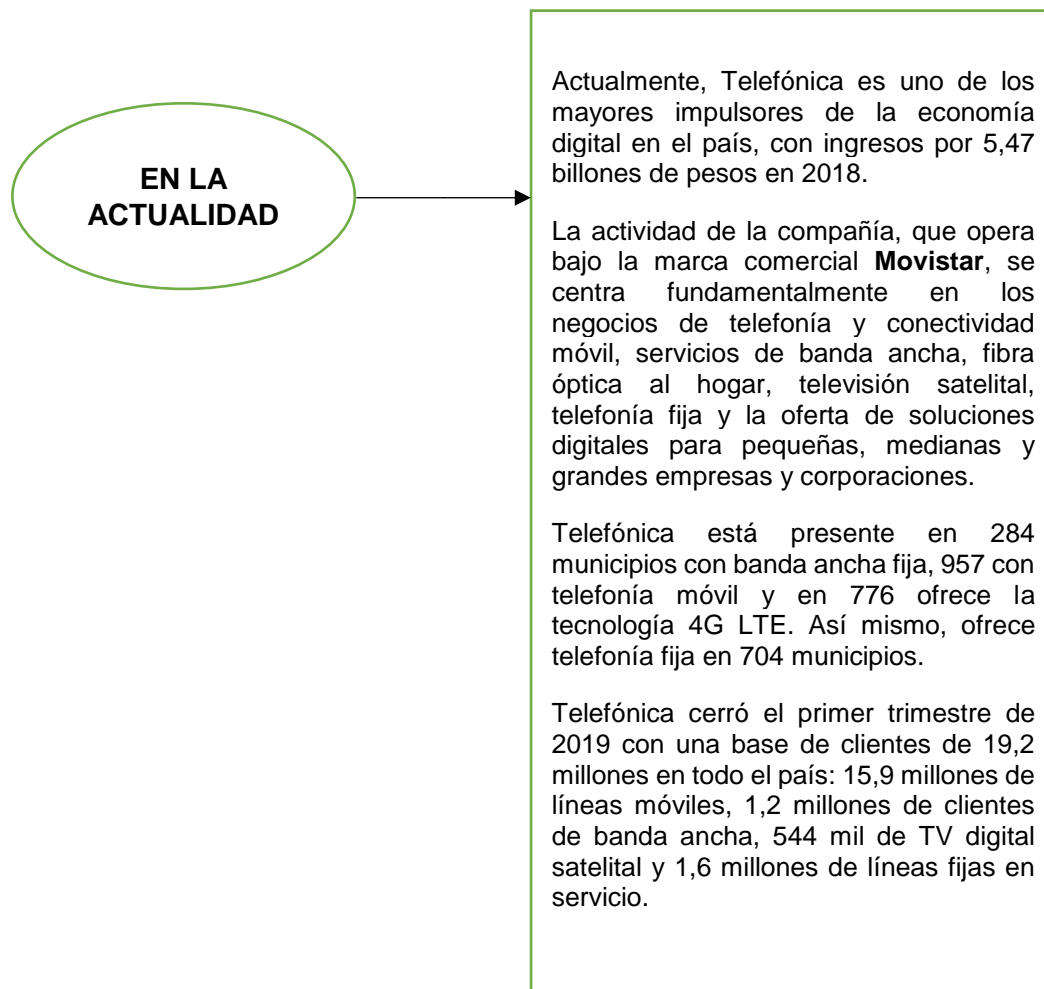 EN LA
ACTUALIDAD
Actualmente, Telefónica es uno de los
mayores impulsores de la economía
digital en el país, con ingresos por 5,47
billones de pesos en 2018.
La actividad de la compañía, que opera
bajo la marca comercial Movistar, se
centra fundamentalmente en los
negocios de telefonía y conectividad
móvil, servicios de banda ancha, fibra
óptica al hogar, televisión satelital,
telefonía fija y la oferta de soluciones
digitales para pequeñas, medianas y
grandes empresas y corporaciones.
Telefónica está presente en 284
municipios con banda ancha fija, 957 con
telefonía móvil y en 776 ofrece la
tecnología 4G LTE. Así mismo, ofrece
telefonía fija en 704 municipios.
Telefónica cerró el primer trimestre de
2019 con una base de clientes de 19,2
millones en todo el país: 15,9 millones de
líneas móviles, 1,2 millones de clientes
de banda ancha, 544 mil de TV digital
satelital y 1,6 millones de líneas fijas en
servicio.